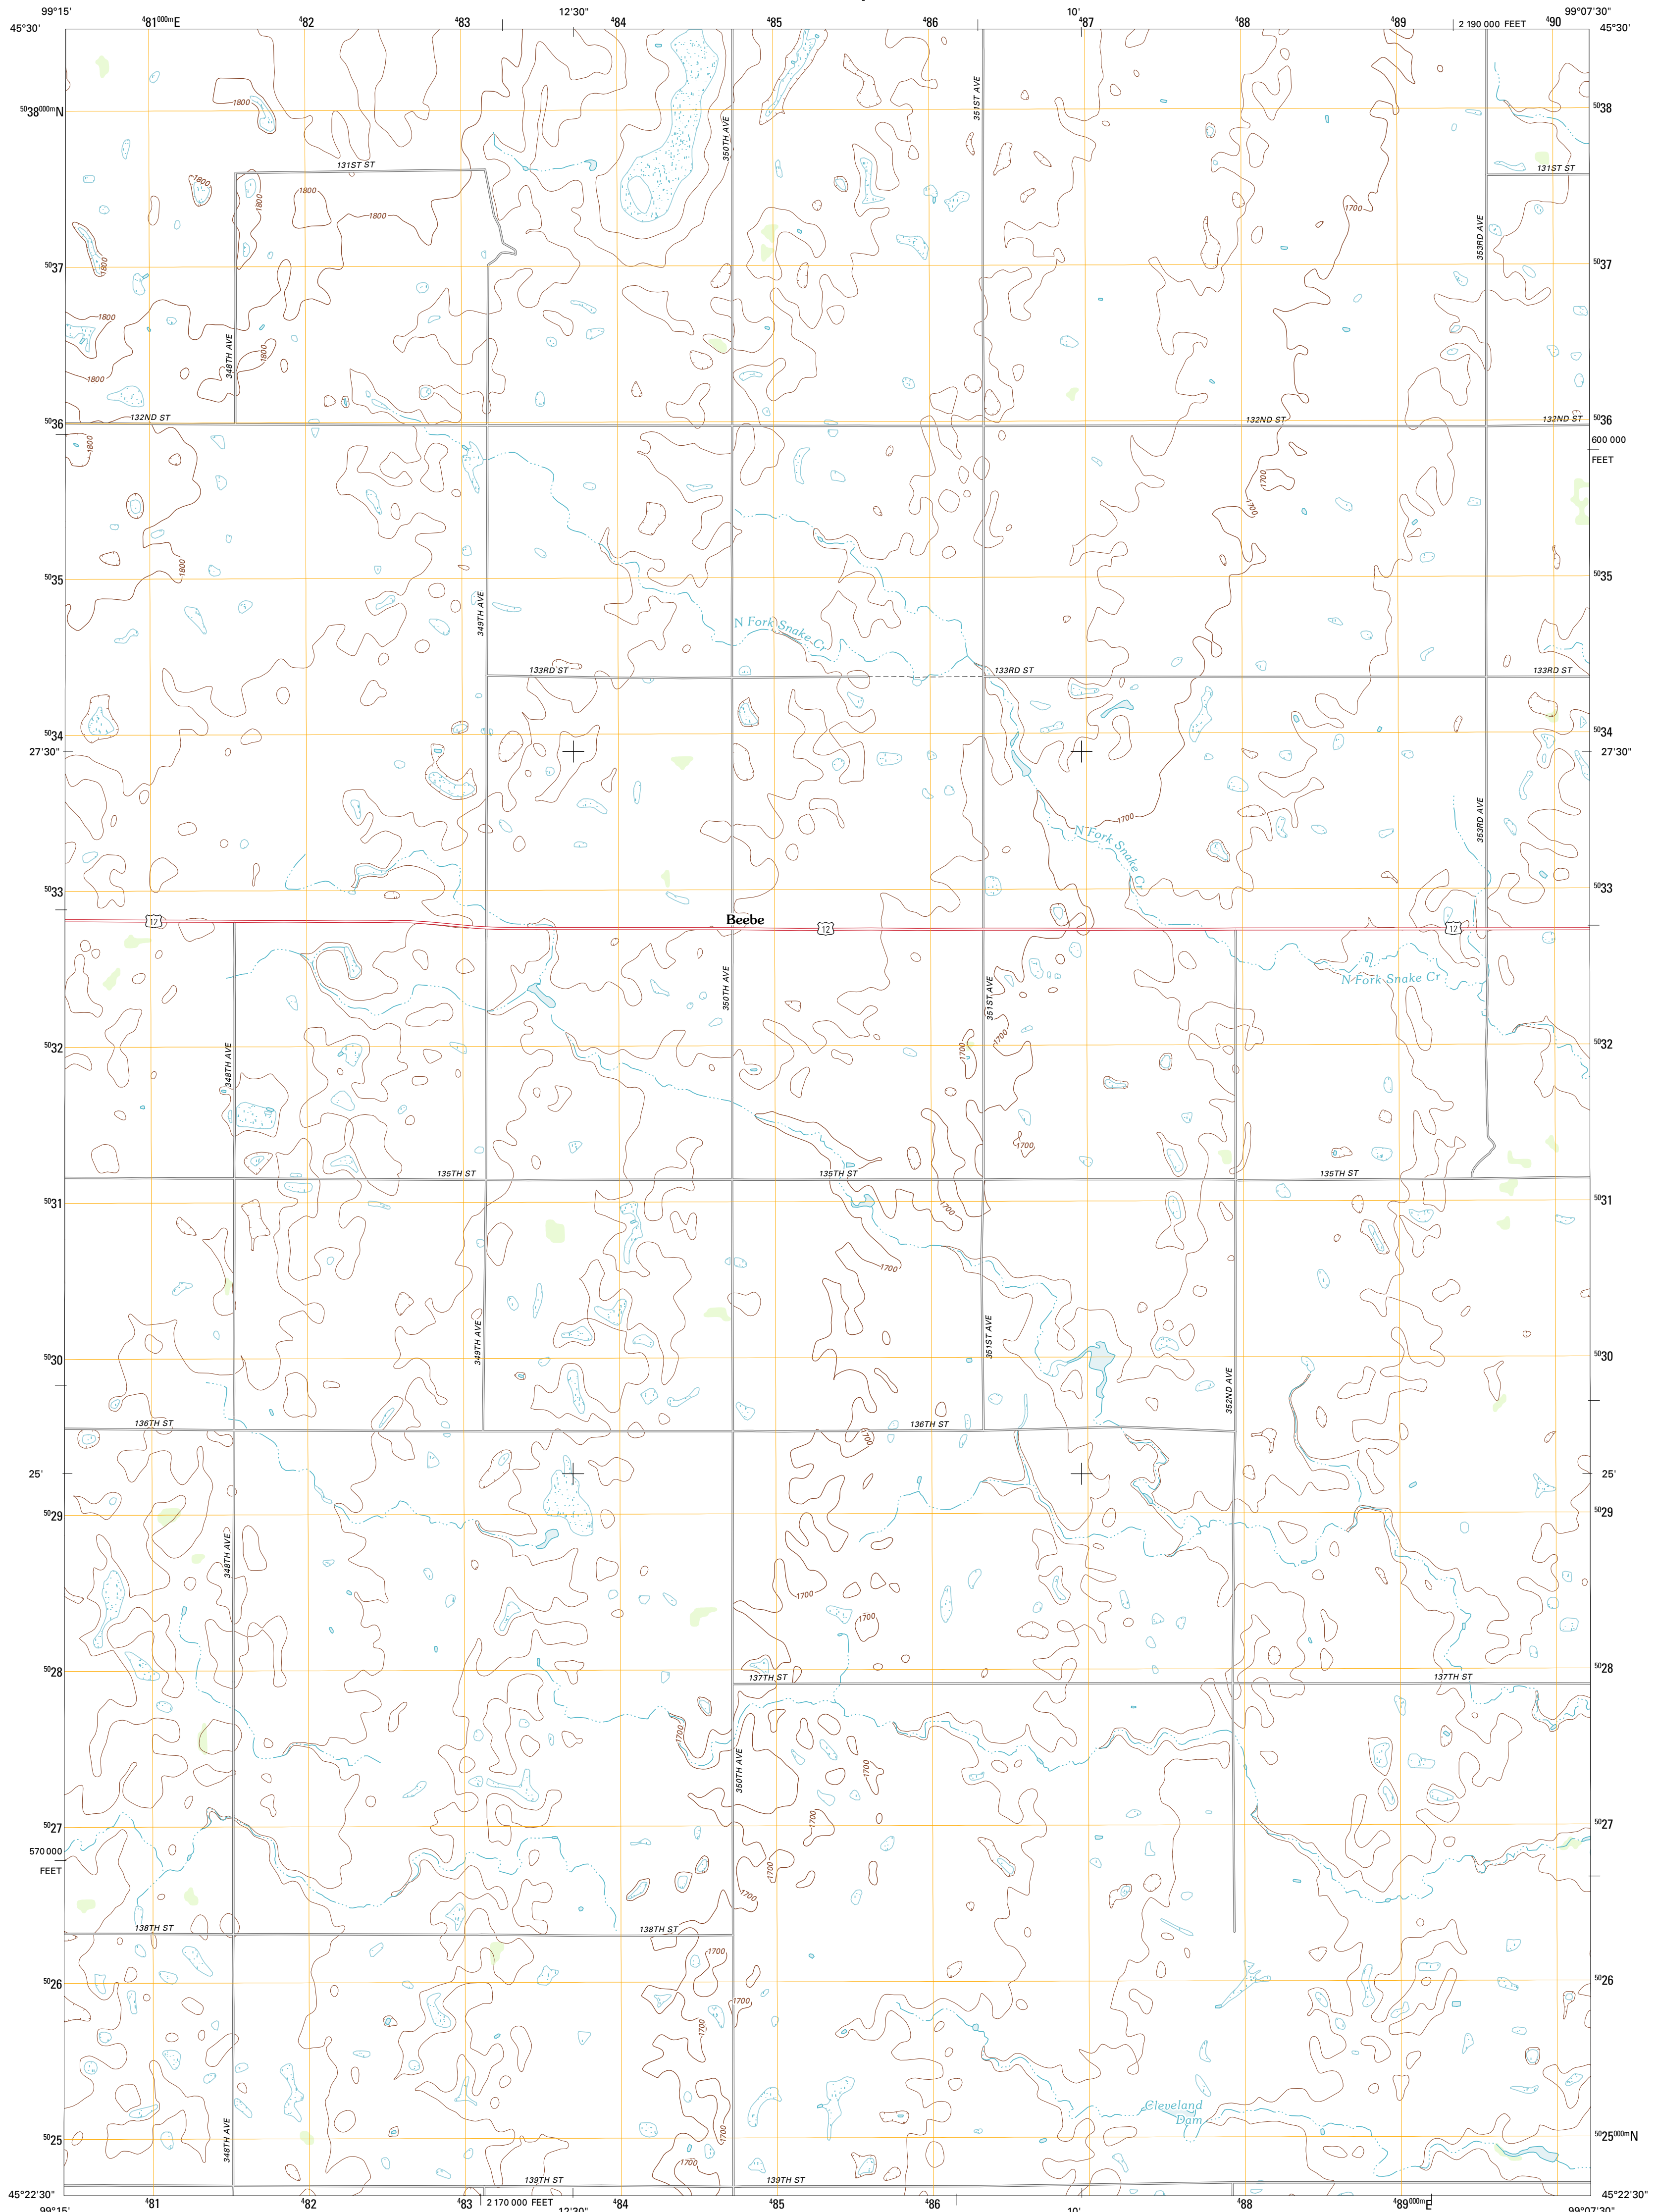 99°15'
⁴81⁰⁰⁰ᵐE
⁴82
⁴83
12'30"
⁴84
⁴85
⁴86
10'
⁴87
⁴88
⁴89
2 190 000 FEET
⁴90
99°07'30"
45°30'
45°30'
⁵⁰38⁰⁰⁰ᵐN
1800
350TH AVE
351ST AVE
⁵⁰38
131ST ST
131ST ST
1800
1800
1800
1800
1700
353RD AVE
⁵⁰37
1800
⁵⁰37
1800
348TH AVE
1800
1800
132ND ST
132ND ST
132ND ST
⁵⁰36
⁵⁰36
1800
600 000
FEET
1700
1700
⁵⁰35
1800
⁵⁰35
349TH AVE
N Fork Snake Cr
133RD ST
133RD ST
133RD ST
⁵⁰34
⁵⁰34
27'30"
27'30"
1700
N Fork Snake Cr
353RD AVE
⁵⁰33
⁵⁰33
12
Beebe
12
12
350TH AVE
351ST AVE
N Fork Snake Cr
⁵⁰32
348TH AVE
1700
1700
⁵⁰32
1700
135TH ST
135TH ST
135TH ST
⁵⁰31
1700
⁵⁰31
1700
349TH AVE
351ST AVE
⁵⁰30
352ND AVE
⁵⁰30
136TH ST
136TH ST
1700
25'
25'
⁵⁰29
⁵⁰29
348TH AVE
1700
1700
⁵⁰28
137TH ST
137TH ST
⁵⁰28
1700
350TH AVE
1700
⁵⁰27
1700
⁵⁰27
570 000
FEET
1700
1700
138TH ST
138TH ST
1700
⁵⁰26
⁵⁰26
1700
1700
Cleveland
Dam
⁵⁰25
348TH AVE
1700
⁵⁰25⁰⁰⁰ᵐN
1700
139TH ST
139TH ST
45°22'30"
45°22'30"
99°15'
⁴81
⁴82
⁴83
2 170 000 FEET
12'30"
⁴84
⁴85
⁴86
10'
⁴87
⁴88
⁴89⁰⁰⁰ᵐE
99°07'30"